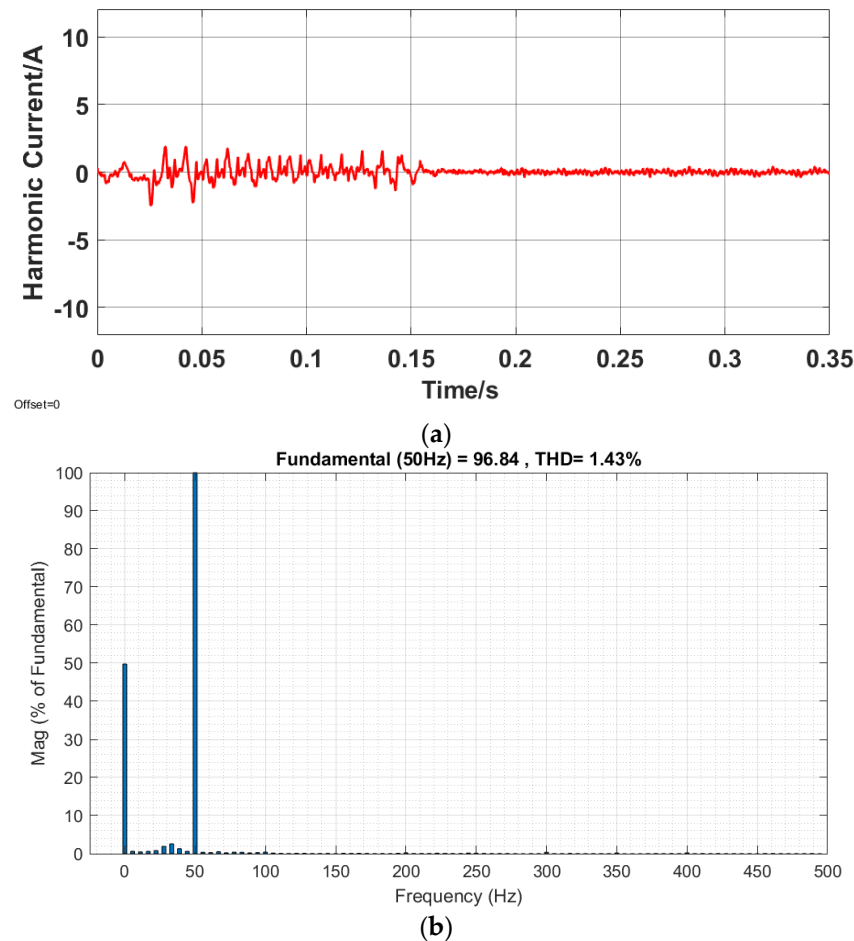 Harmonic Current/A
10
5
0
-5
-10
0 0.05 0.1 0.15 0.2 0.25 0.3 0.35
Time/s
Offset=0
(a)
Fundamental (50Hz) = 96.84 , THD= 1.43%
Mag (% of Fundamental)
100
90
80
70
60
50
40
30
20
10
0
0 50 100 150 200 250 300 350 400 450 500
Frequency (Hz)
(b)